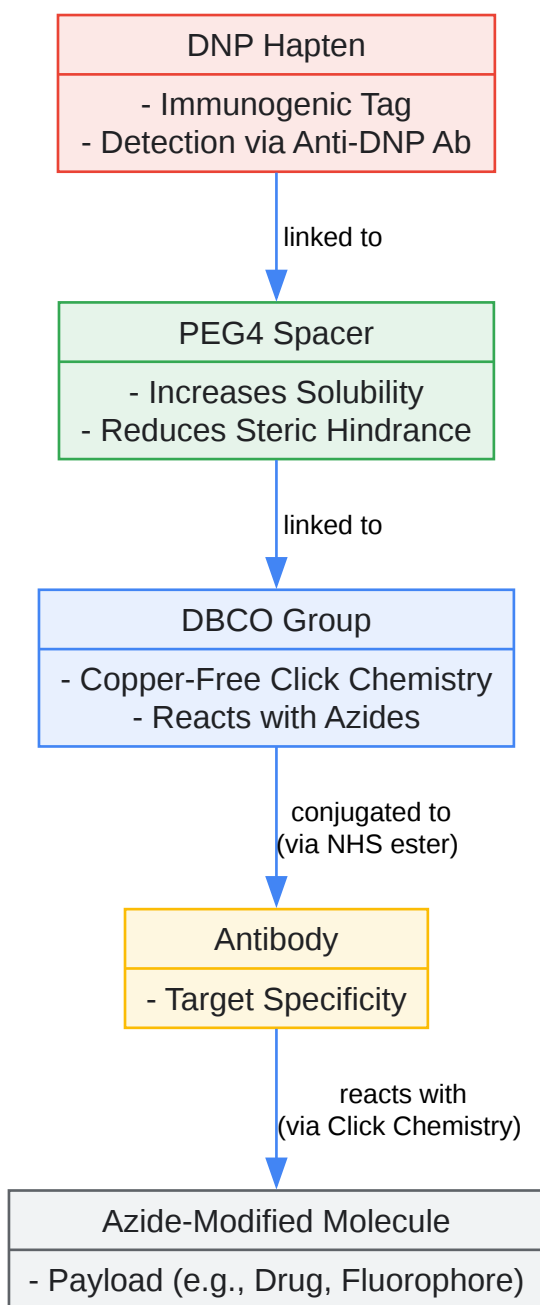 DNP Hapten
- Immunogenic Tag
- Detection via Anti-DNP Ab
linked to
PEG4 Spacer
- Increases Solubility
- Reduces Steric Hindrance
linked to
DBCO Group
- Copper-Free Click Chemistry
- Reacts with Azides
conjugated to
(via NHS ester)
Antibody
- Target Specificity
reacts with
(via Click Chemistry)
Azide-Modified Molecule
- Payload (e.g., Drug, Fluorophore)